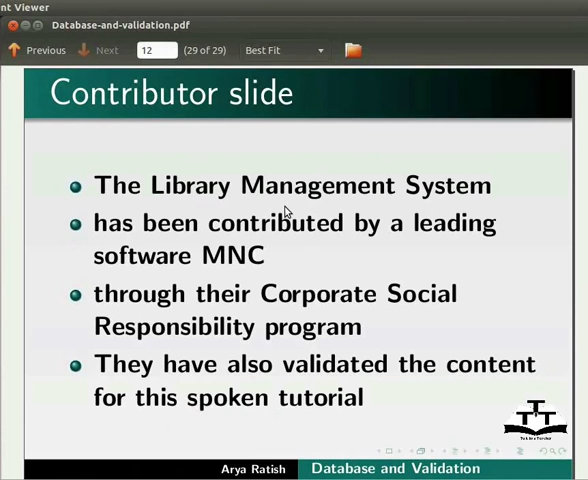 nt Viewer
Database-and-validation.pdf
Previous
Next
12
(29 of 29)
Best Fit
Contributor slide
The Library Management System
has been contributed by a leading
software MNC
through their Corporate Social
Responsibility program
They have also validated the content
for this spoken tutorial
Arya Ratish
Database and Validation